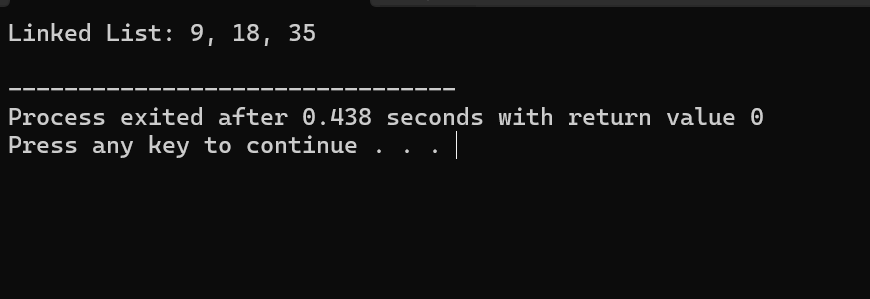 Linked List: 9, 18, 35
--------------------------------
Process exited after 0.438 seconds with return value 0
Press any key to continue . . .